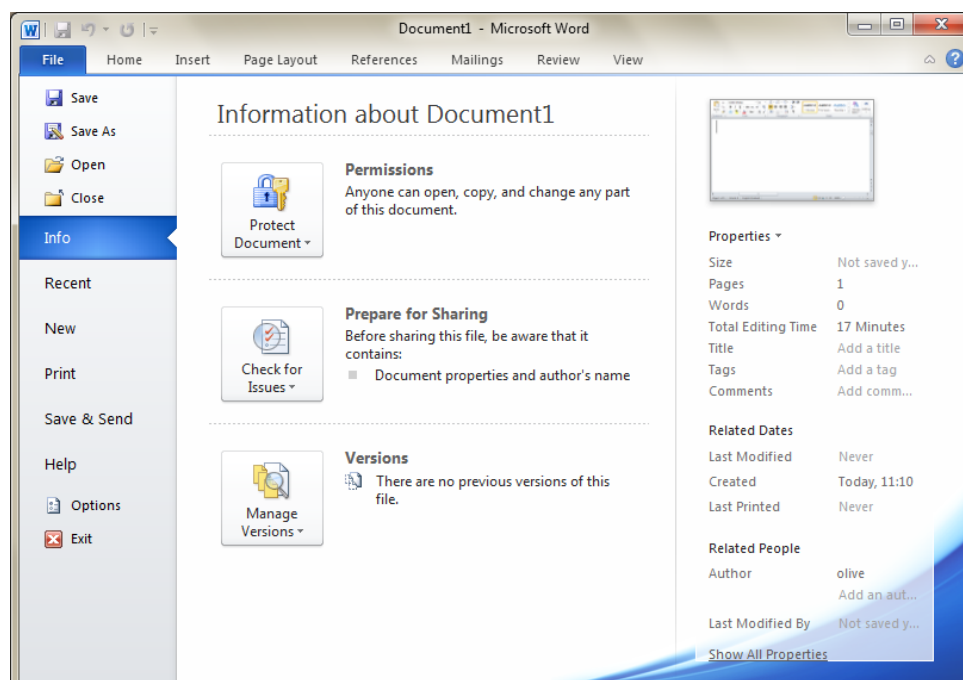 Document1 - Microsoft Word
File Home Insert Page Layout References Mailings Review View
Save
Save As
Open
Close
Info
Recent
New
Print
Save & Send
Help
Options
Exit
Information about Document1
Protect
Document
Permissions
Anyone can open, copy, and change any part
of this document.
Check for
Issues
Prepare for Sharing
Before sharing this file, be aware that it
contains:
Document properties and author's name
Manage
Versions
Versions
There are no previous versions of this
file.
Properties
Size Not saved y...
Pages 1
Words 0
Total Editing Time 17 Minutes
Title Add a title
Tags Add a tag
Comments Add comm...
Related Dates
Last Modified Never
Created Today, 11:10
Last Printed Never
Related People
Author olive
Add an aut...
Last Modified By Not saved y...
Show All Properties